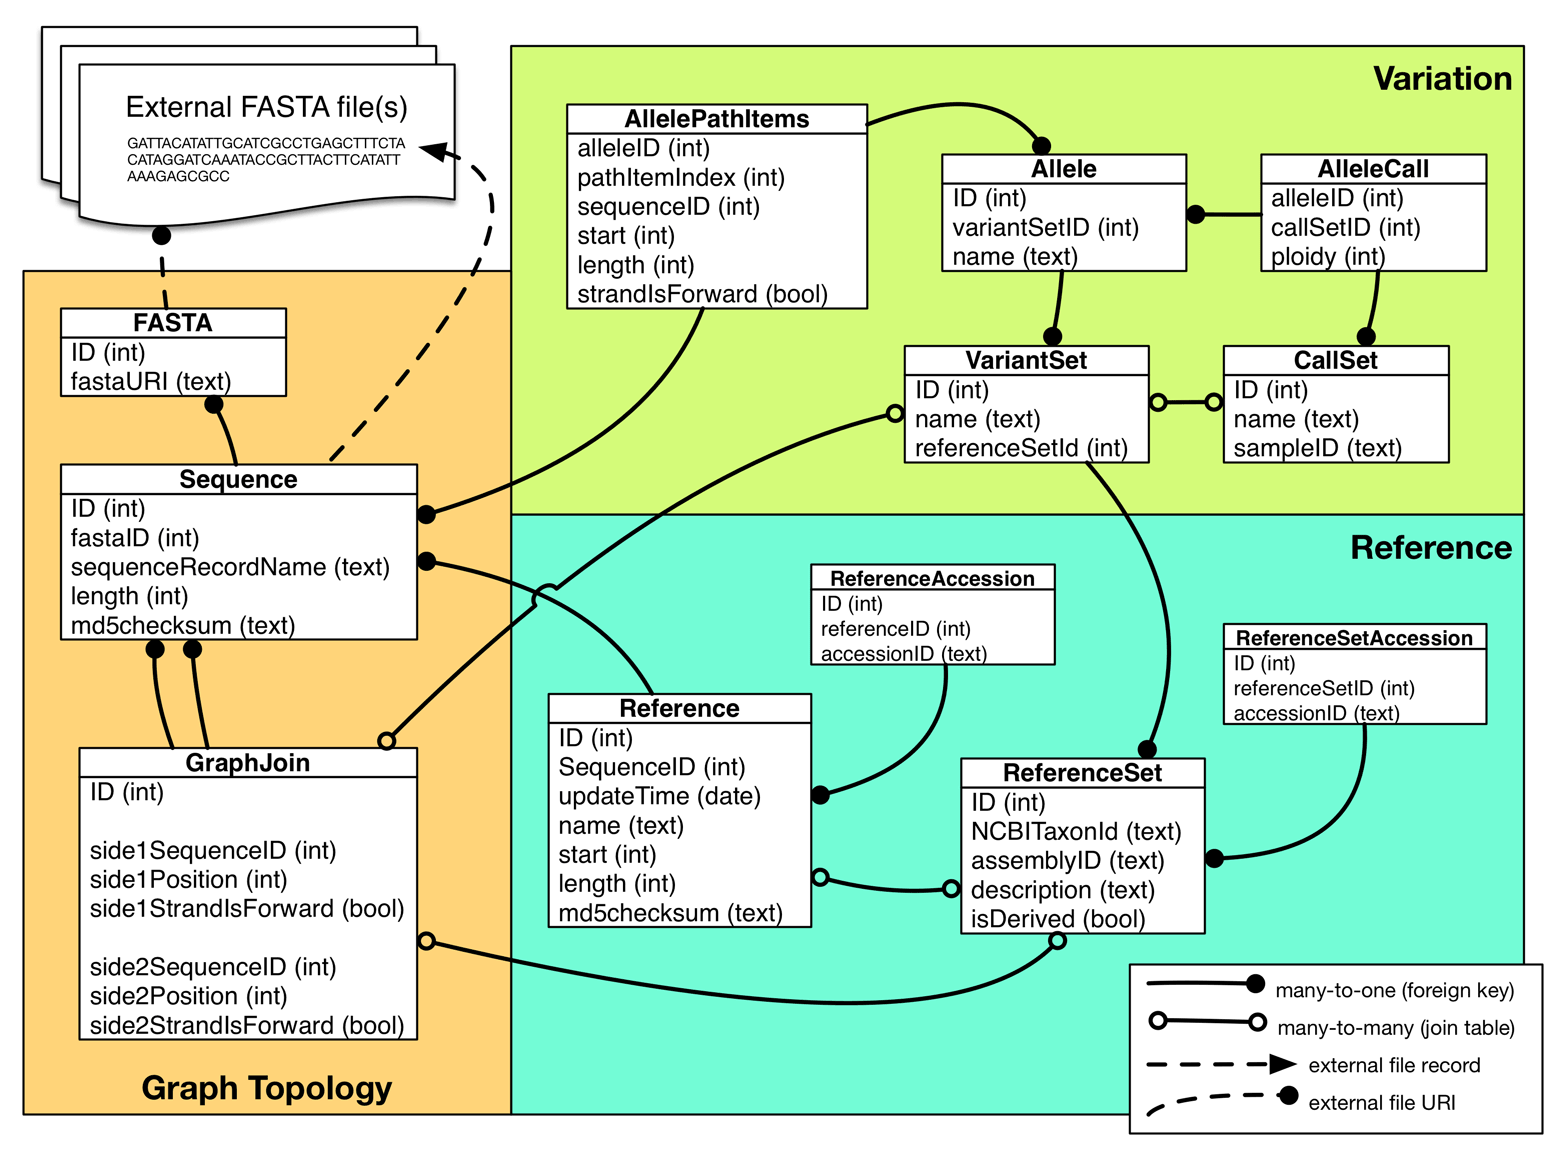 External FASTA file(s)
GATTACATATTGCATCGCCTGAGCTTTCTA
CATAGGATCAAATACCGCTTACTTCATATT
AAAGAGCGCC
Variation
AllelePathItems
alleleID (int)
pathItemIndex (int)
sequenceID (int)
start (int)
length (int)
strandIsForward (bool)
Allele
ID (int)
variantSetID (int)
name (text)
AlleleCall
alleleID (int)
callSetID (int)
ploidy (int)
VariantSet
ID (int)
name (text)
referenceSetId (int)
CallSet
ID (int)
name (text)
sampleID (text)
FASTA
ID (int)
fastaURI (text)
Sequence
ID (int)
fastaID (int)
sequenceRecordName (text)
length (int)
md5checksum (text)
GraphJoin
ID (int)
side1SequenceID (int)
side1Position (int)
side1StrandIsForward (bool)
side2SequenceID (int)
side2Position (int)
side2StrandIsForward (bool)
Graph Topology
Reference
ReferenceAccession
ID (int)
referenceID (int)
accessionID (text)
ReferenceSetAccession
ID (int)
referenceSetID (int)
accessionID (text)
Reference
ID (int)
SequenceID (int)
updateTime (date)
name (text)
start (int)
length (int)
md5checksum (text)
ReferenceSet
ID (int)
NCBITaxonId (text)
assemblyID (text)
description (text)
isDerived (bool)
many-to-one (foreign key)
many-to-many (join table)
external file record
external file URI